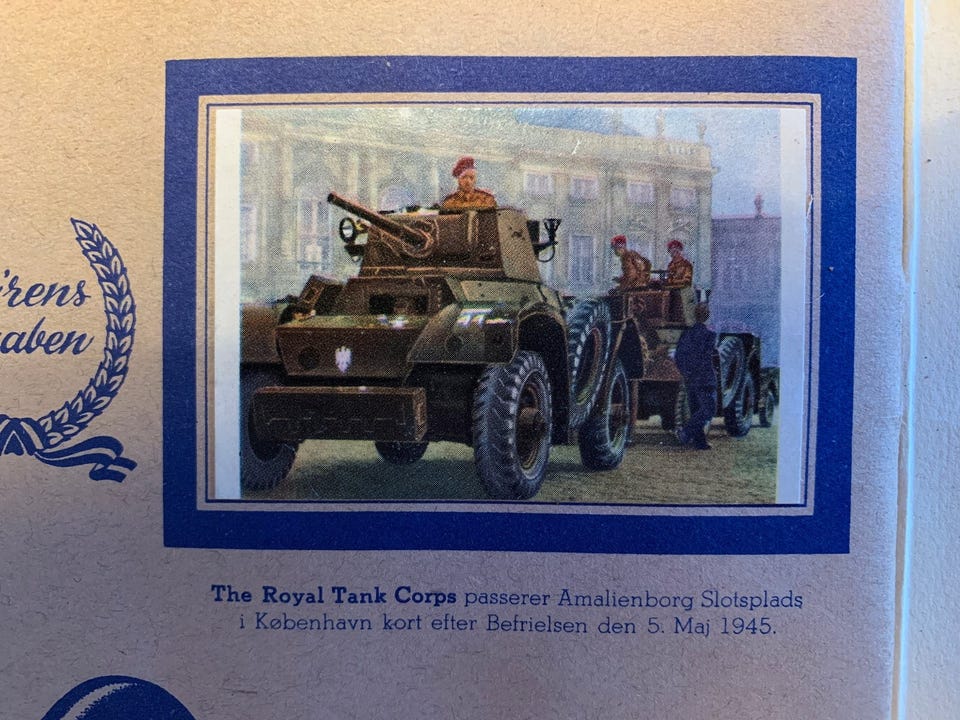 The Royal Tank Corps passerer Amalienborg Slotsplads
i København kort efter Befrielsen den 5. Maj 1945.